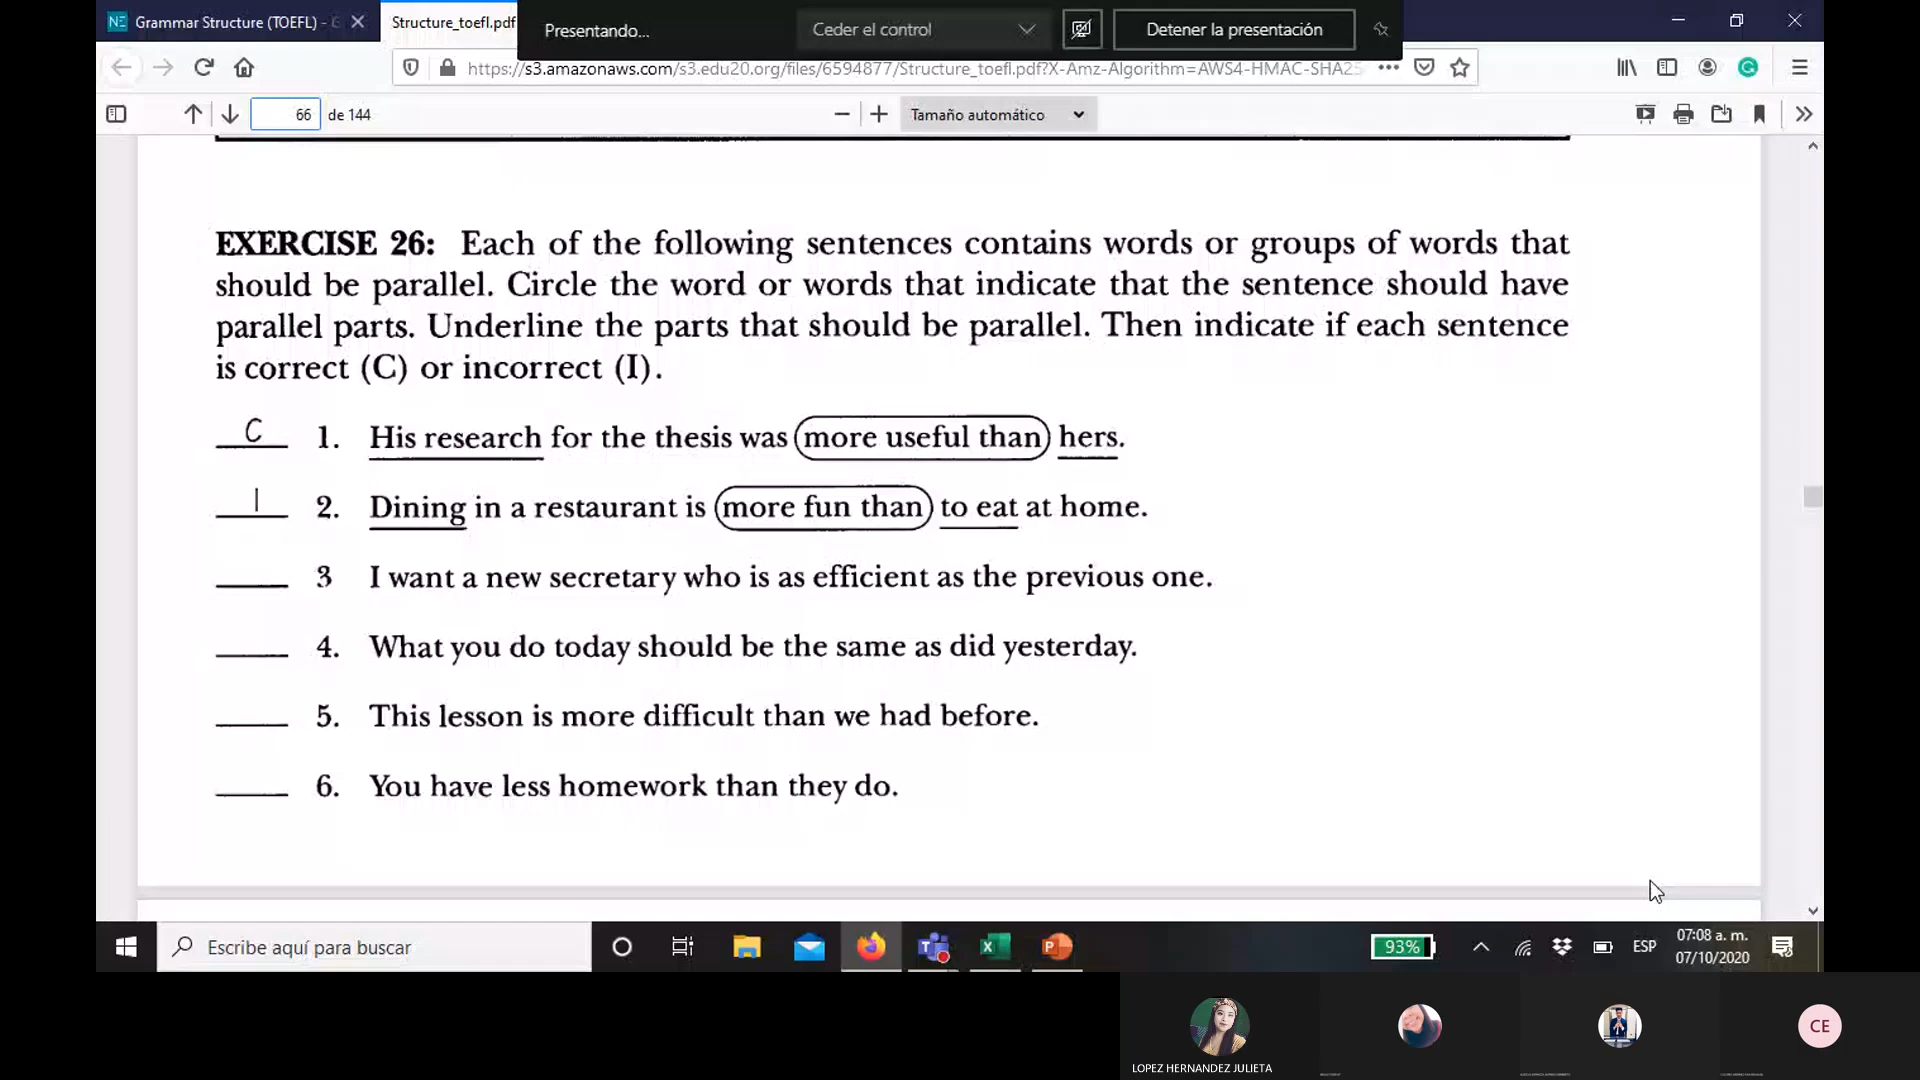 Grammar Structure (TOEFL) - G
Structure_toefl.pdf
Presentando...
Ceder el control
Detener la presentación
https://s3.amazonaws.com/s3.edu20.org/files/6594877/Structure_toefl.pdf?X-Amz-Algorithm=AWS4-HMAC-SHA25
66 de 144
Tamaño automático
EXERCISE 26: Each of the following sentences contains words or groups of words that
should be parallel. Circle the word or words that indicate that the sentence should have
parallel parts. Underline the parts that should be parallel. Then indicate if each sentence
is correct (C) or incorrect (I).
C 1. His research for the thesis was more useful than hers.
I 2. Dining in a restaurant is more fun than to eat at home.
3 I want a new secretary who is as efficient as the previous one.
4. What you do today should be the same as did yesterday.
5. This lesson is more difficult than we had before.
6. You have less homework than they do.
Escribe aquí para buscar
93%
ESP
07:08 a. m.
07/10/2020
CE
LOPEZ HERNANDEZ JULIETA